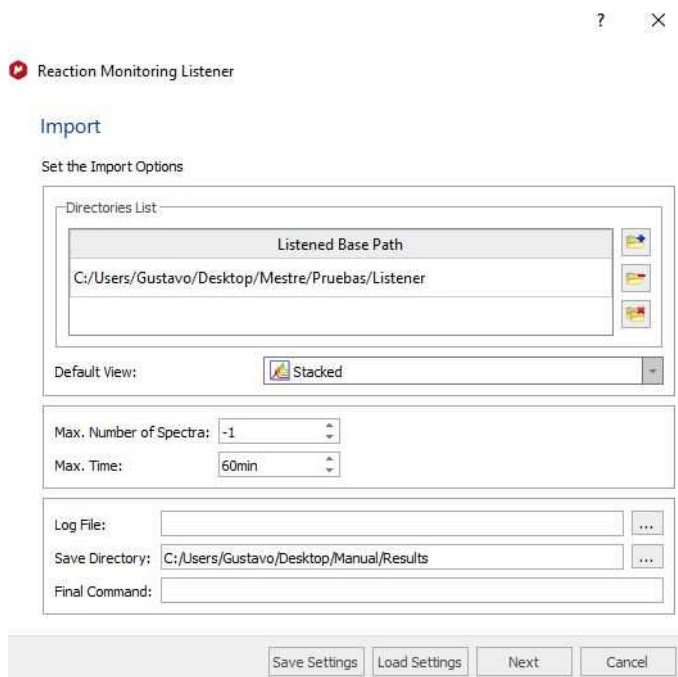 ?
Reaction Monitoring Listener
Import
Set the Import Options
Directories List
Listened Base Path
C:/Users/Gustavo/Desktop/Mestre/Pruebas/Listener
Default View: Stacked
Max. Number of Spectra: -1
Max. Time: 60min
Log File: ...
Save Directory: C:/Users/Gustavo/Desktop/Manual/Results ...
Final Command:
Save Settings Load Settings Next Cancel